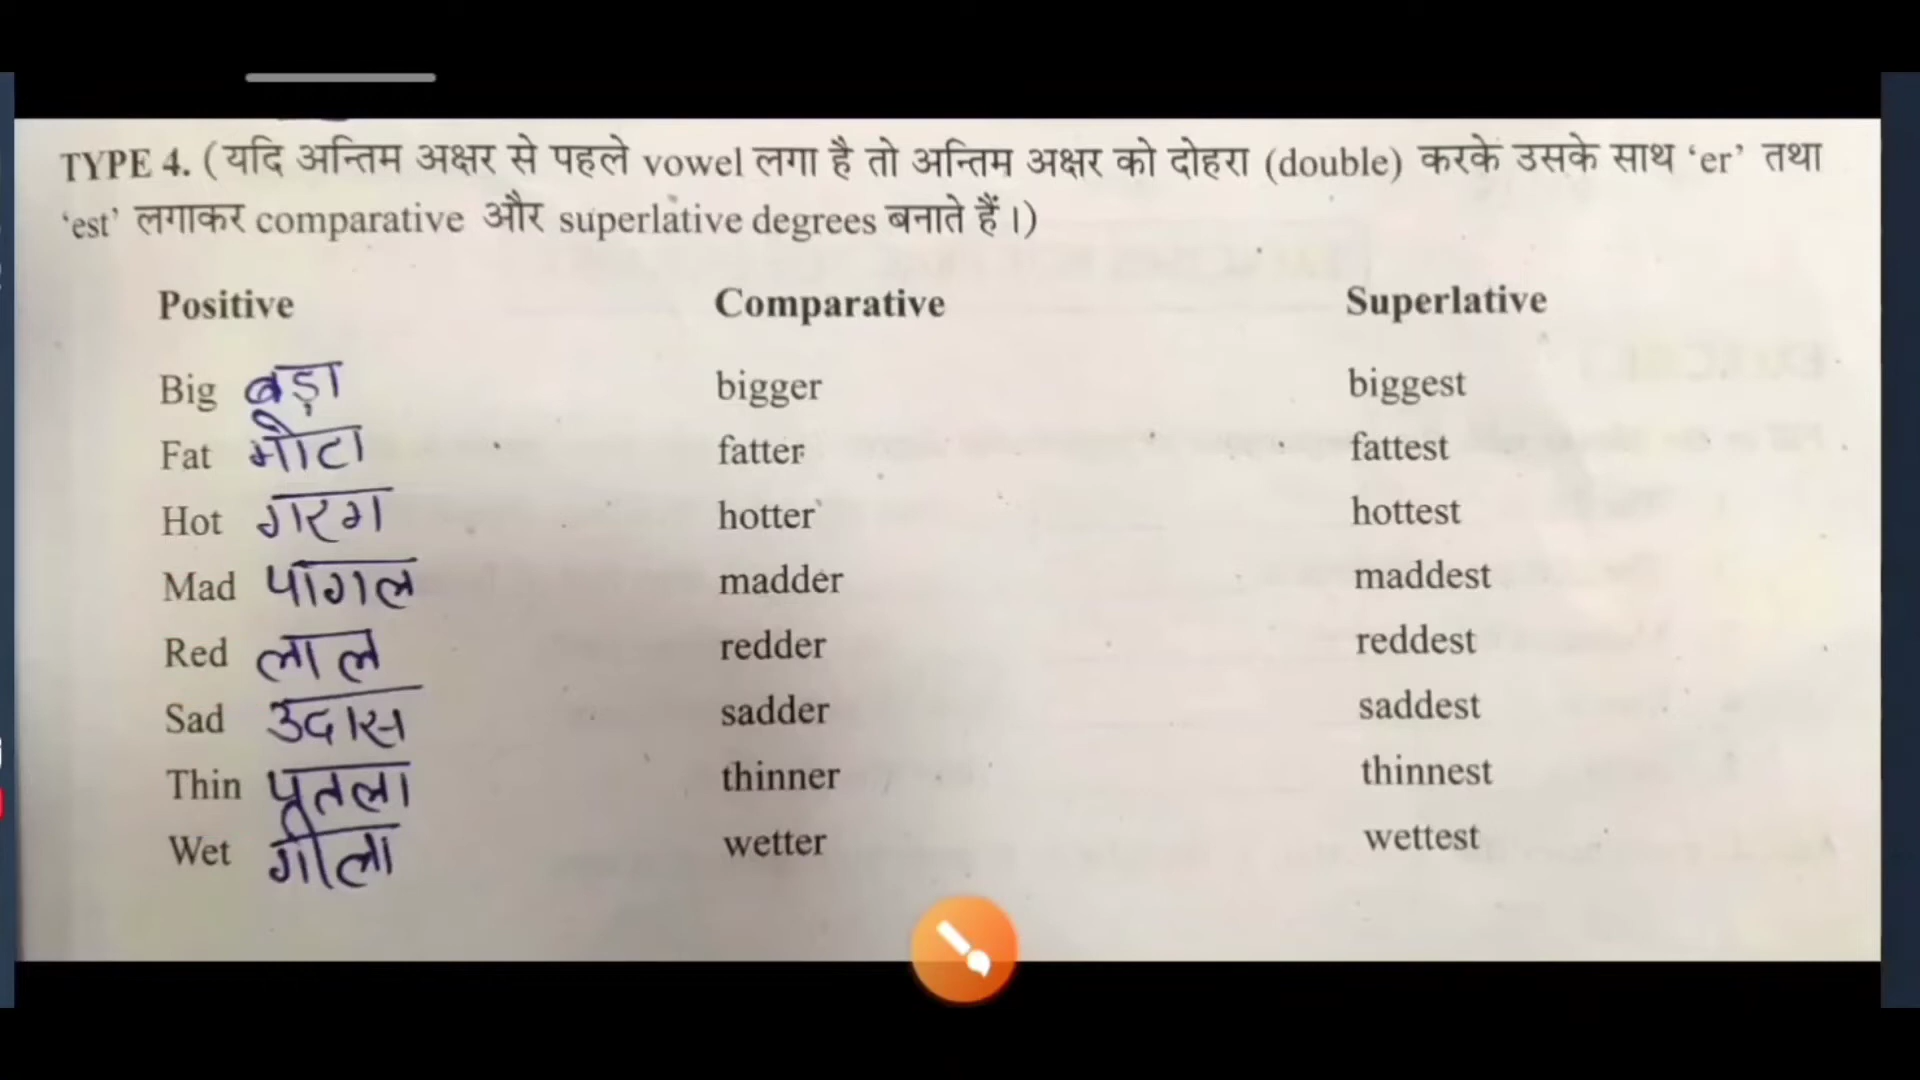 TYPE 4. (यदि अन्तिम अक्षर से पहले vowel लगा है तो अन्तिम अक्षर को दोहरा (double) करके उसके साथ ‘er’ तथा
‘est’ लगाकर comparative और superlative degrees बनाते हैं।)
Positive Comparative Superlative
Big बड़ा bigger biggest
Fat मोटा fatter fattest
Hot गरम hotter hottest
Mad पागल madder maddest
Red लाल redder reddest
Sad उदास sadder saddest
Thin पतला thinner thinnest
Wet गीला wetter wettest